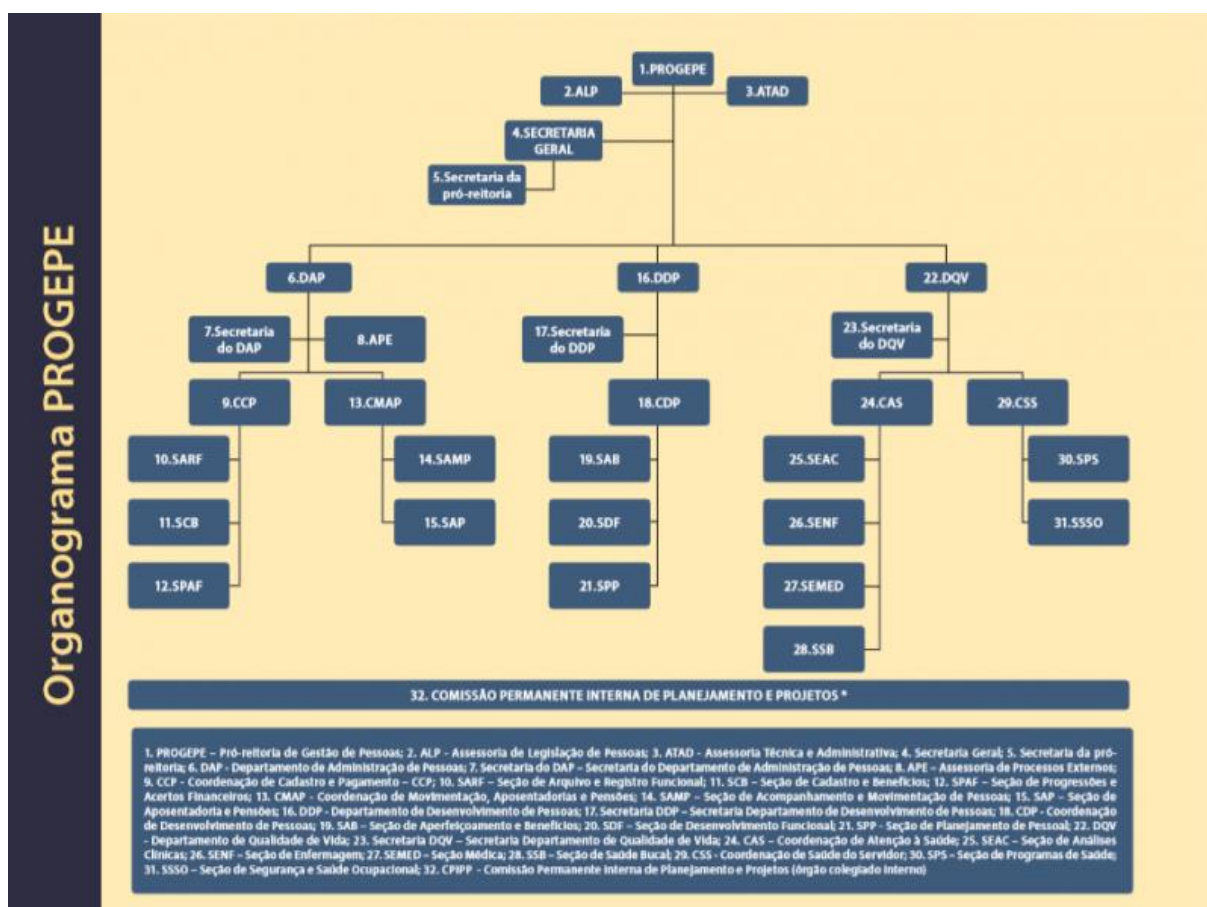 Organograma PROGEPE
1.PROGEPE
2.ALP
3.ATAD
4.SECRETARIA
GERAL
5.Secretaria da
pró-reitoria
6.DAP
16.DDP
22.DQV
7.Secretaria
do DAP
8.APE
17.Secretaria
do DDP
23.Secretaria
do DQV
9.CCP
13.CMAP
18.CDP
24.CAS
29.CSS
10.SARF
14.SAMP
19.SAB
25.SEAC
30.SPS
11.SCB
15.SAP
20.SDF
26.SENF
31.SSSO
12.SPAF
21.SPP
27.SEMED
28.SSB
32. COMISSÃO PERMANENTE INTERNA DE PLANEJAMENTO E PROJETOS *
1. PROGEPE – Pró-reitoria de Gestão de Pessoas; 2. ALP - Assessoria de Legislação de Pessoas; 3. ATAD - Assessoria Técnica e Administrativa; 4. Secretaria Geral; 5. Secretaria da pró-
reitoria; 6. DAP - Departamento de Administração de Pessoas; 7. Secretaria do DAP – Secretaria do Departamento de Administração de Pessoas; 8. APE – Assessoria de Processos Externos;
9. CCP - Coordenação de Cadastro e Pagamento – CCP; 10. SARF – Seção de Arquivo e Registro Funcional; 11. SCB – Seção de Cadastro e Benefícios; 12. SPAF – Seção de Progressões e
Acertos Financeiros; 13. CMAP - Coordenação de Movimentação, Aposentadorias e Pensões; 14. SAMP – Seção de Acompanhamento e Movimentação de Pessoas; 15. SAP – Seção de
Aposentadoria e Pensões; 16. DDP - Departamento de Desenvolvimento de Pessoas; 17. Secretaria DDP – Secretaria Departamento de Desenvolvimento de Pessoas; 18. CDP - Coordenação
de Desenvolvimento de Pessoas; 19. SAB – Seção de Aperfeiçoamento e Benefícios; 20. SDF – Seção de Desenvolvimento Funcional; 21. SPP - Seção de Planejamento de Pessoal; 22. DQV
- Departamento de Qualidade de Vida; 23. Secretaria DQV – Secretaria Departamento de Qualidade de Vida; 24. CAS – Coordenação de Atenção à Saúde; 25. SEAC – Seção de Análises
Clínicas; 26. SENF – Seção de Enfermagem; 27. SEMED – Seção Médica; 28. SSB – Seção de Saúde Bucal; 29. CSS - Coordenação de Saúde do Servidor; 30. SPS – Seção de Programas de Saúde;
31. SSSO – Seção de Segurança e Saúde Ocupacional; 32. CPIPP - Comissão Permanente Interna de Planejamento e Projetos (órgão colegiado interno)